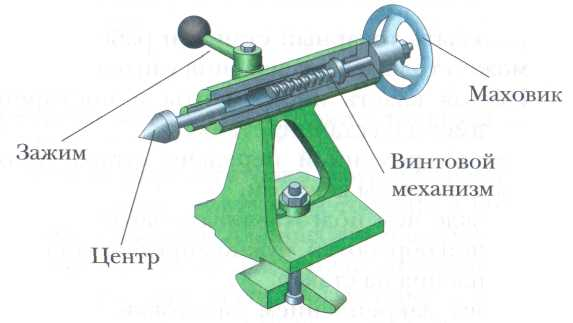 Маховик
Зажим
Винтовой
механизм
Центр